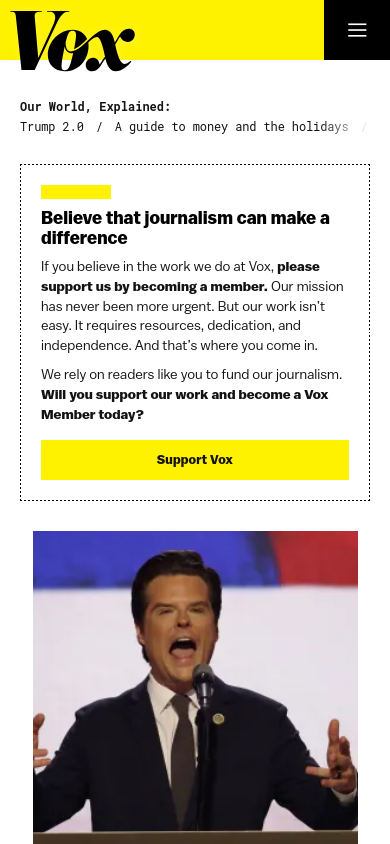 Vox
Our World, Explained:
Trump 2.0 / A guide to money and the holidays /
Believe that journalism can make a
difference
If you believe in the work we do at Vox, please
support us by becoming a member. Our mission
has never been more urgent. But our work isn't
easy. It requires resources, dedication, and
independence. And that's where you come in.
We rely on readers like you to fund our journalism.
Will you support our work and become a Vox
Member today?
Support Vox